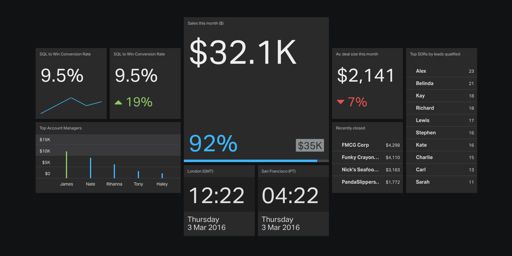 SQL to Win Conversion Rate
9.5%
SQL to Win Conversion Rate
9.5%
19%
Top Account Managers
$15K
$10K
$5K
$0
James
Nate
Rihanna
Tony
Haley
Sales this month ($)
$32.1K
92%
$35K
London (GMT)
12:22
Thursday
3 Mar 2016
San Francisco (PT)
04:22
Thursday
3 Mar 2016
Av. deal size this month
$2,141
7%
Recently closed
FMCG Corp $4,298
Funky Crayon... $4,110
Nick's Seafoo... $3,163
PandaSlippers.. $1,772
Top SDRs by leads qualified
Alex 23
Belinda 21
Kay 18
Richard 18
Lewis 17
Stephen 16
Kate 16
Charlie 15
Carl 13
Sarah 11